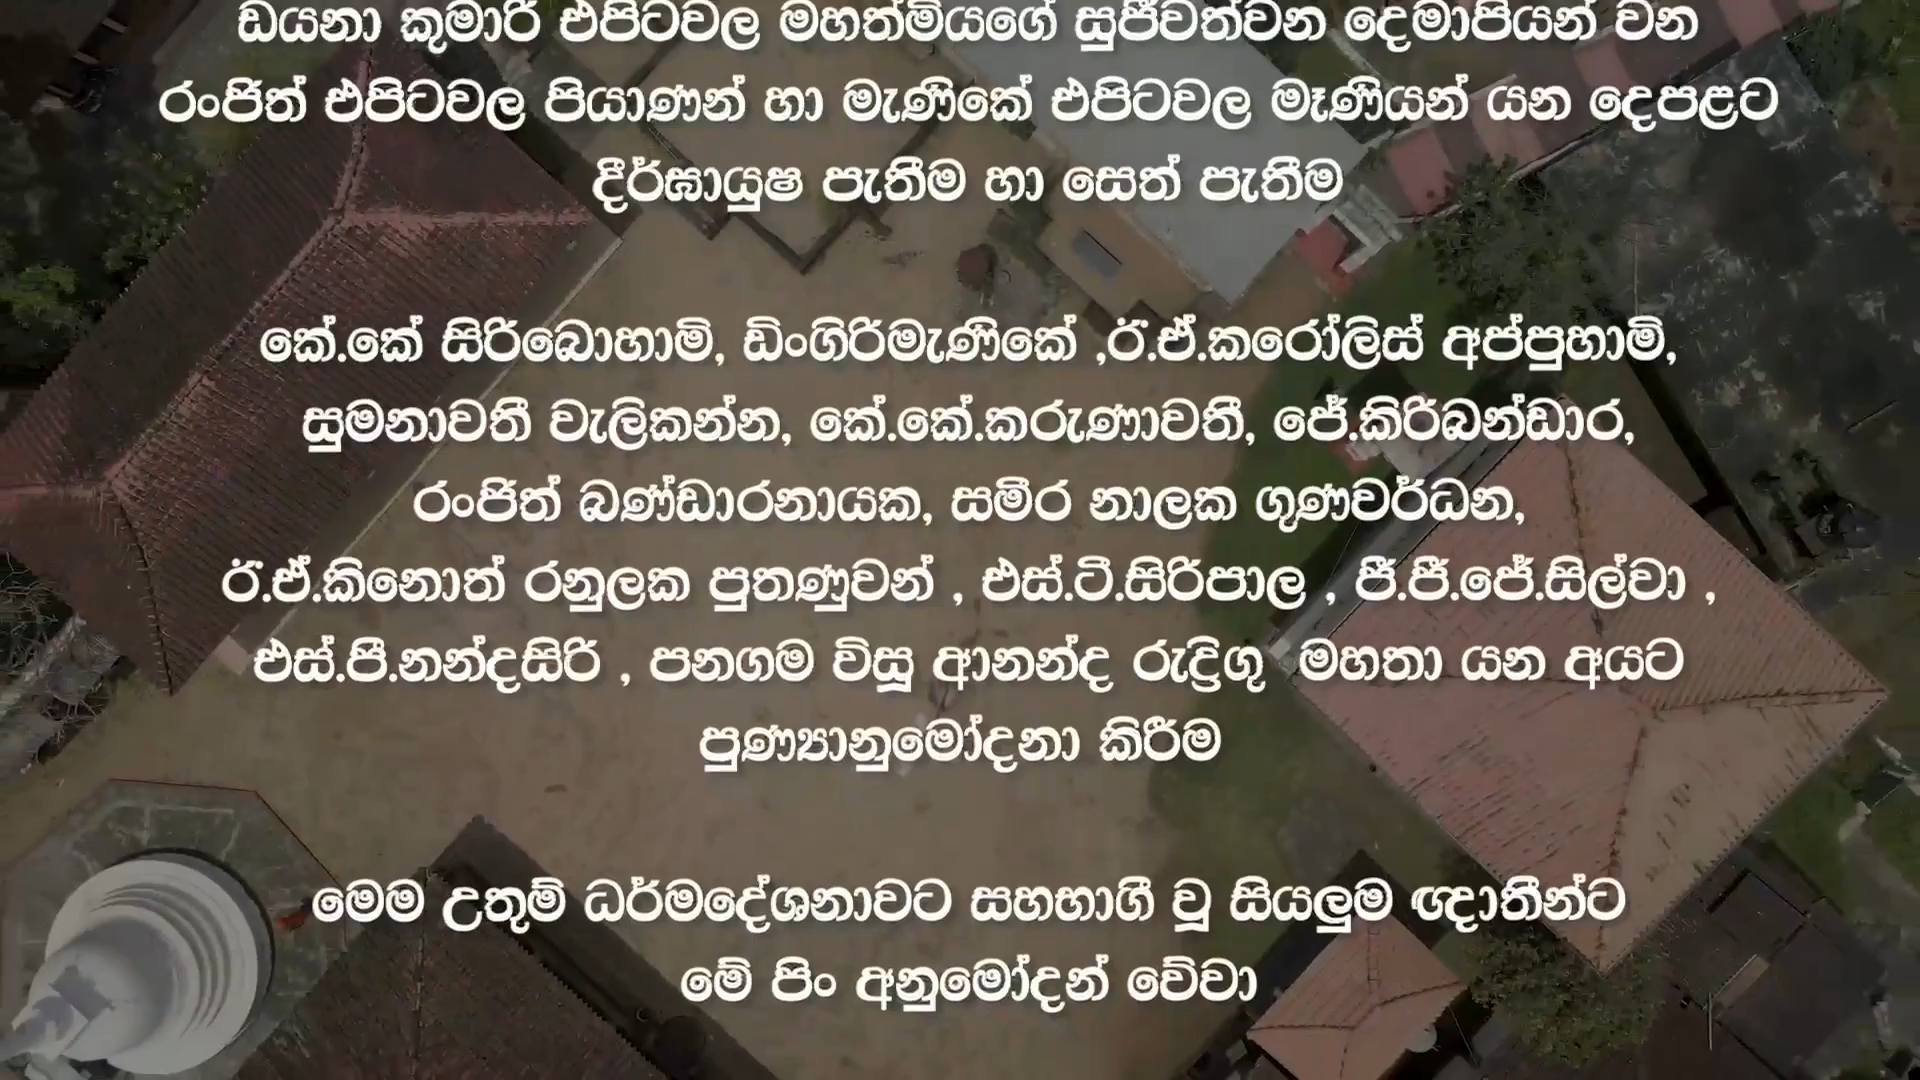 ඩයනා කුමාරි එපිටවල මහත්මියගේ සුජීවත්වන දෙමාපියන් වන
රංජිත් එපිටවල පියාණන් හා මැණිකේ එපිටවල මෑණියන් යන දෙපළට
දීර්ඝායුෂ පැතීම හා සෙත් පැතීම
කේ.කේ සිරිබොහාමි, ඩිංගිරිමැණිකේ ,ඊ.ඒ.කරෝලිස් අප්පුහාමි,
සුමනාවතී වැලිකන්න, කේ.කේ.කරුණාවතී, ජේ.කිරිබන්ඩාර,
රංජිත් බණ්ඩාරනායක, සමීර නාලක ගුණවර්ධන,
ඊ.ඒ.කිනොත් රනුලක පුතණුවන් , එස්.ටී.සිරිපාල , ජී.ජී.ජේ.සිල්වා ,
එස්.පී.නන්දසිරි , පනගම විසූ ආනන්ද රුද්‍රිගු මහතා යන අයට
පුණ්‍යානුමෝදනා කිරීම
මෙම උතුම් ධර්මදේශනාවට සහභාගී වූ සියලුම ඥාතීන්ට
මේ පිං අනුමෝදන් වේවා